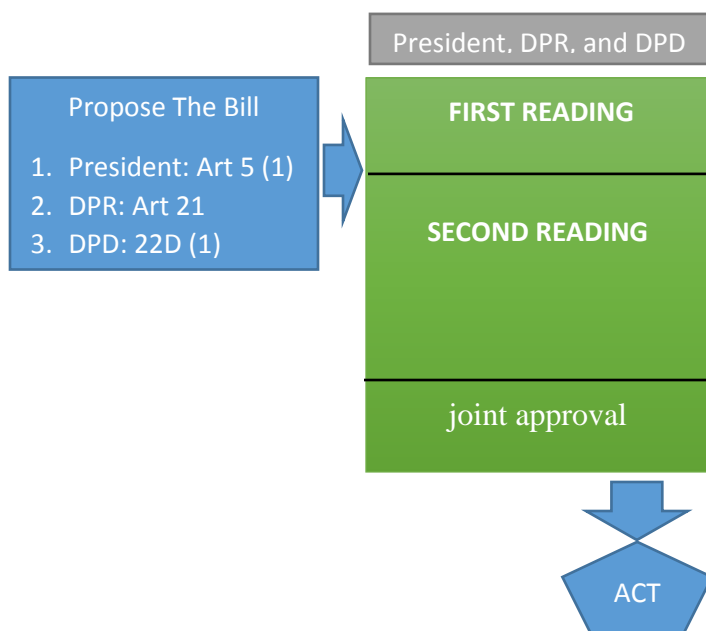 President, DPR, and DPD
Propose The Bill
1. President: Art 5 (1)
2. DPR: Art 21
3. DPD: 22D (1)
FIRST READING
SECOND READING
joint approval
ACT